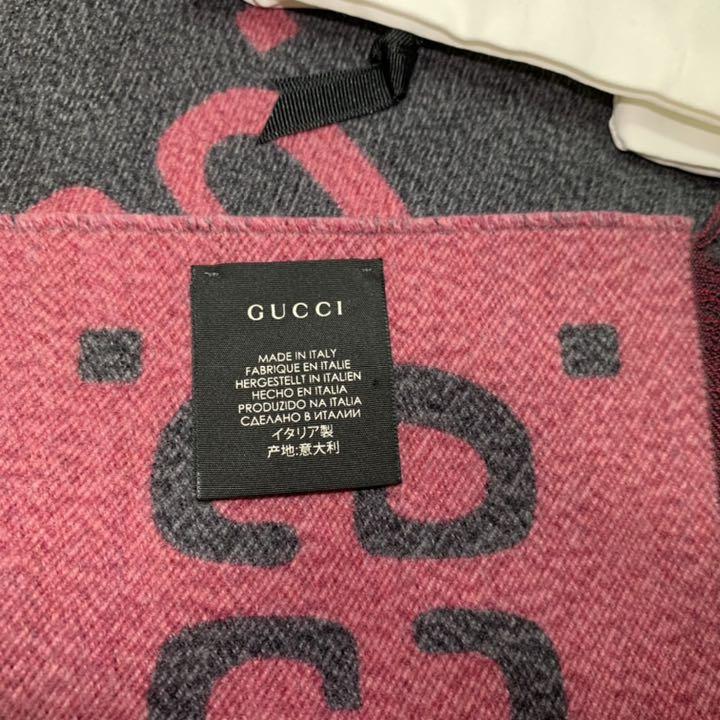 GUCCI
MADE IN ITALY
FABRIQUE EN ITALIE
HERGESTELLT IN ITALIEN
HECHO EN ITALIA
PRODUZIDO NA ITALIA
СДЕЛАНО В ИТАЛИИ
イタリア製
产地:意大利